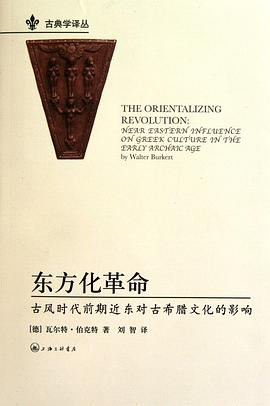 古典学译丛
THE ORIENTALIZING
REVOLUTION:
NEAR EASTERN INFLUENCE
ON GREEK CULTURE IN THE
EARLY ARCHAIC AGE
by Walter Burkert
东方化革命
古风时代前期近东对古希腊文化的影响
[德] 瓦尔特·伯克特 著 刘智 译
上海三联书店